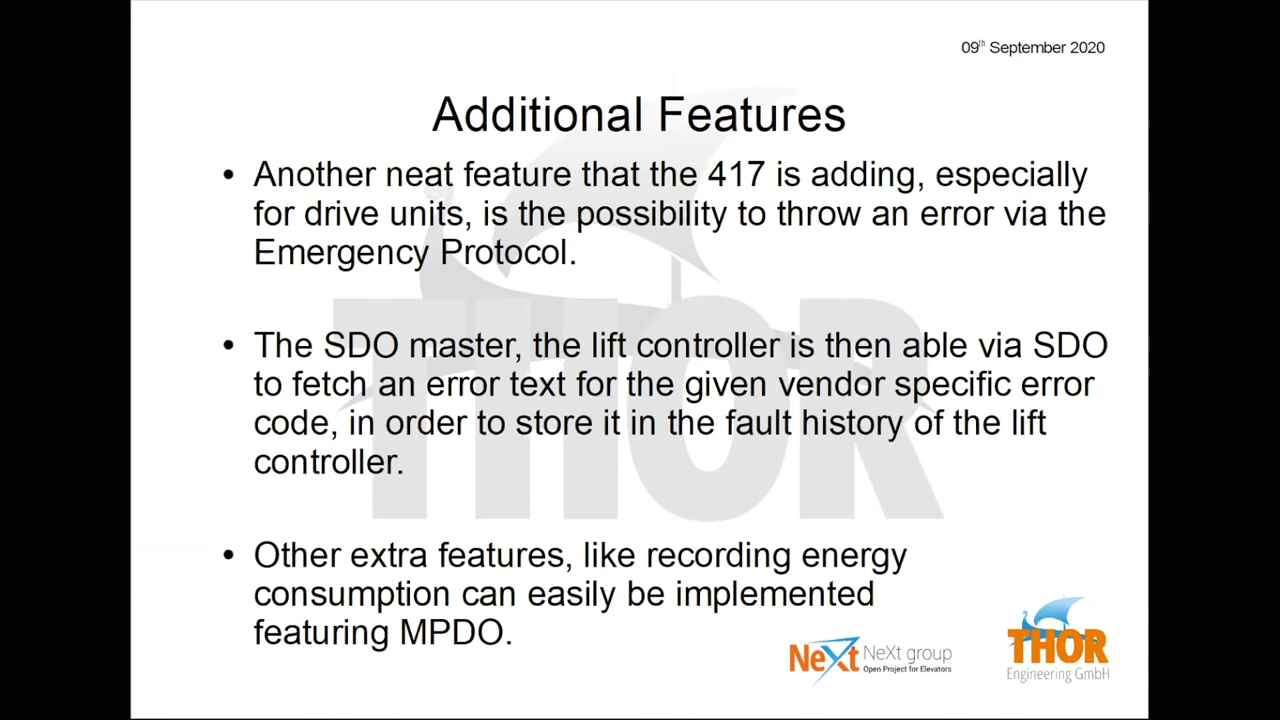 09th September 2020
Additional Features
• Another neat feature that the 417 is adding, especially
for drive units, is the possibility to throw an error via the
Emergency Protocol.
• The SDO master, the lift controller is then able via SDO
to fetch an error text for the given vendor specific error
code, in order to store it in the fault history of the lift
controller.
• Other extra features, like recording energy
consumption can easily be implemented
featuring MPDO.
THOR
NeXt NeXt group
Open Project for Elevators
THOR
Engineering GmbH